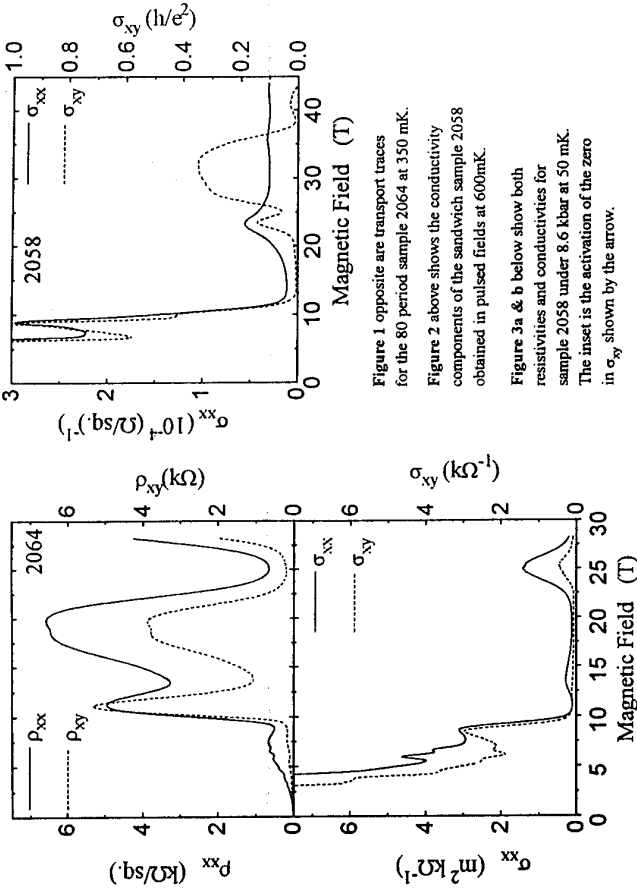 2064
ρxx
ρxy
ρxx (kΩ/sq.)
6
4
2
0
ρxy(kΩ)
6
4
2
0
σxx
σxy
σxx (m² kΩ⁻¹)
6
4
2
0
σxy (kΩ⁻¹)
6
4
2
0
0 5 10 15 20 25 30
Magnetic Field (T)
2058
σxx
σxy
σxx (10⁻⁴ (Ω/sq.)⁻¹)
3
2
1
0
σxy (h/e²)
1.0
0.8
0.6
0.4
0.2
0.0
0 10 20 30 40
Magnetic Field (T)
Figure 1 opposite are transport traces
for the 80 period sample 2064 at 350 mK.
Figure 2 above shows the conductivity
components of the sandwich sample 2058
obtained in pulsed fields at 600mK.
Figure 3a & b below show both
resistivities and conductivties for
sample 2058 under 8.6 kbar at 50 mK.
The inset is the activation of the zero
in σxy shown by the arrow.